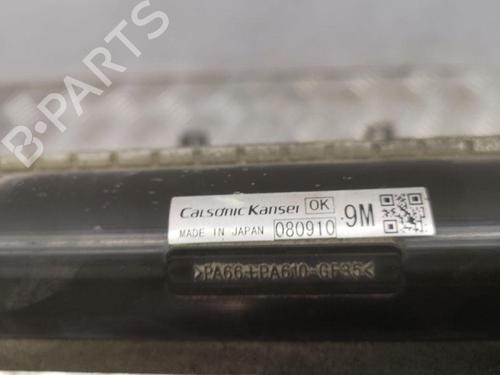 B-PARTS
CALSONIC KANSEI OK 9M
MADE IN JAPAN 080910
>PA66+PA610-GF35<